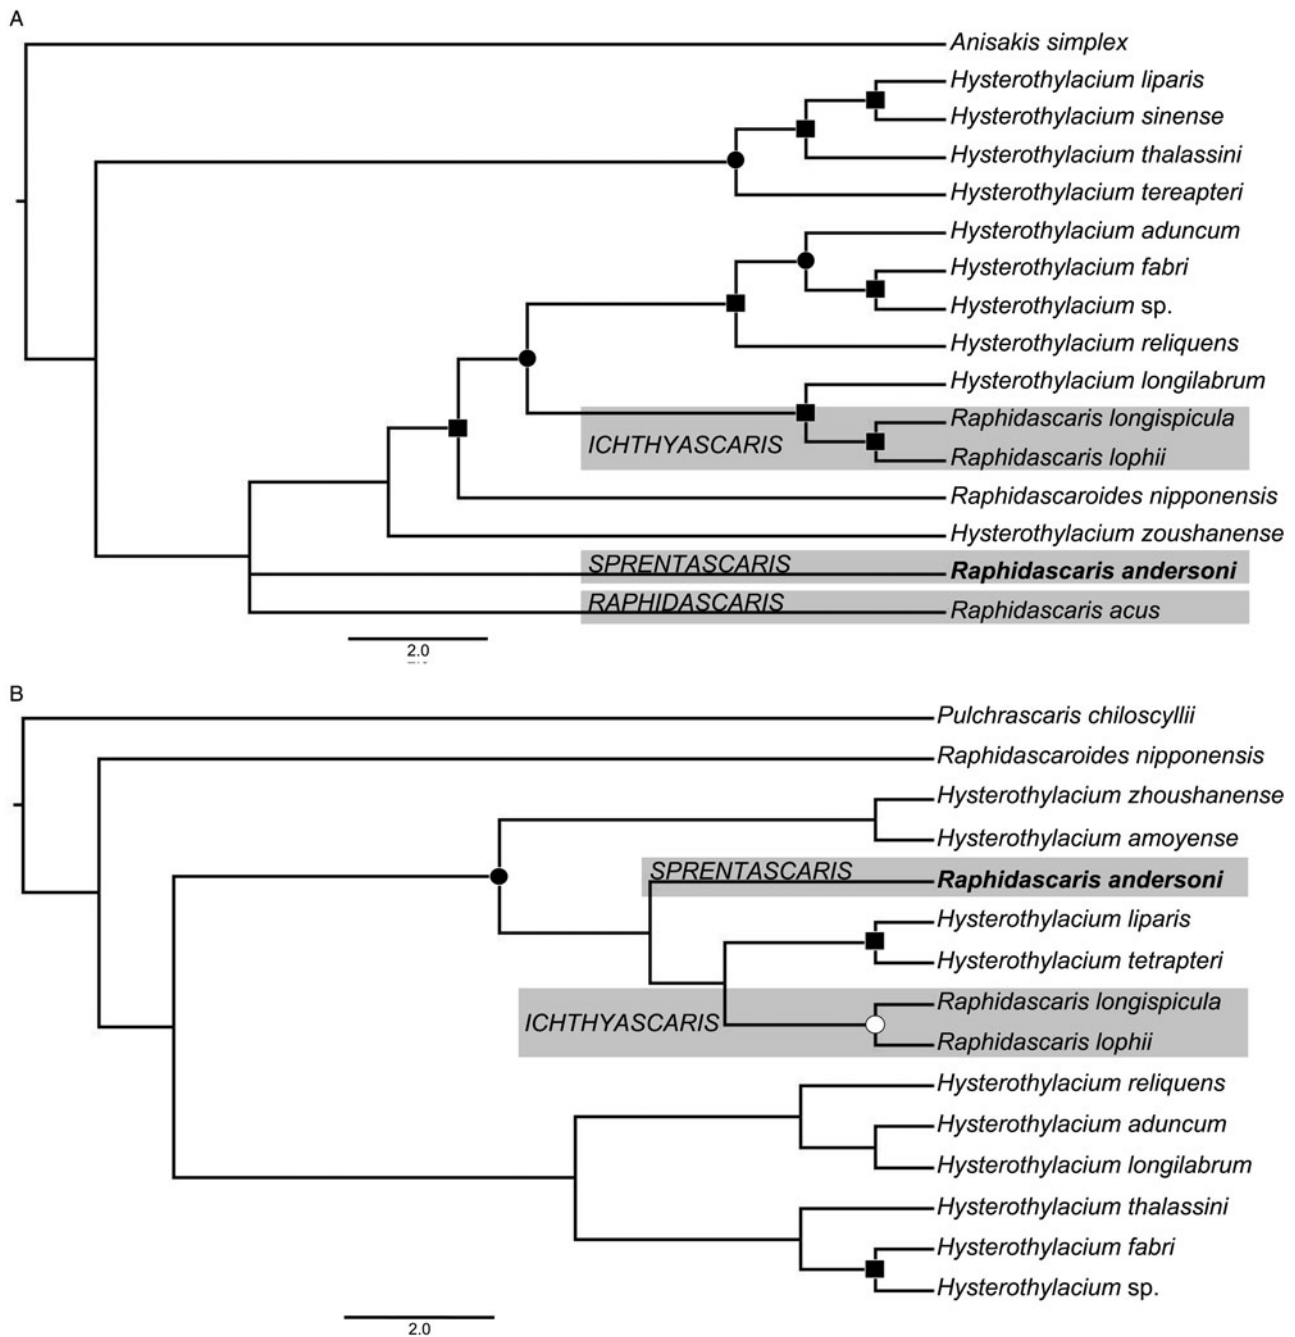 A
Anisakis simplex
Hysterothylacium liparis
Hysterothylacium sinense
Hysterothylacium thalassini
Hysterothylacium tereapteri
Hysterothylacium aduncum
Hysterothylacium fabri
Hysterothylacium sp.
Hysterothylacium reliquens
Hysterothylacium longilabrum
Raphidascaris longispicula
ICHTHYASCARIS
Raphidascaris lophii
Raphidascaroides nipponensis
Hysterothylacium zoushanense
SPRENTASCARIS Raphidascaris andersoni
RAPHIDASCARIS Raphidascaris acus
2.0
B
Pulchrascaris chiloscyllii
Raphidascaroides nipponensis
Hysterothylacium zhoushanense
Hysterothylacium amoyense
SPRENTASCARIS Raphidascaris andersoni
Hysterothylacium liparis
Hysterothylacium tetrapteri
Raphidascaris longispicula
ICHTHYASCARIS
Raphidascaris lophii
Hysterothylacium reliquens
Hysterothylacium aduncum
Hysterothylacium longilabrum
Hysterothylacium thalassini
Hysterothylacium fabri
Hysterothylacium sp.
2.0